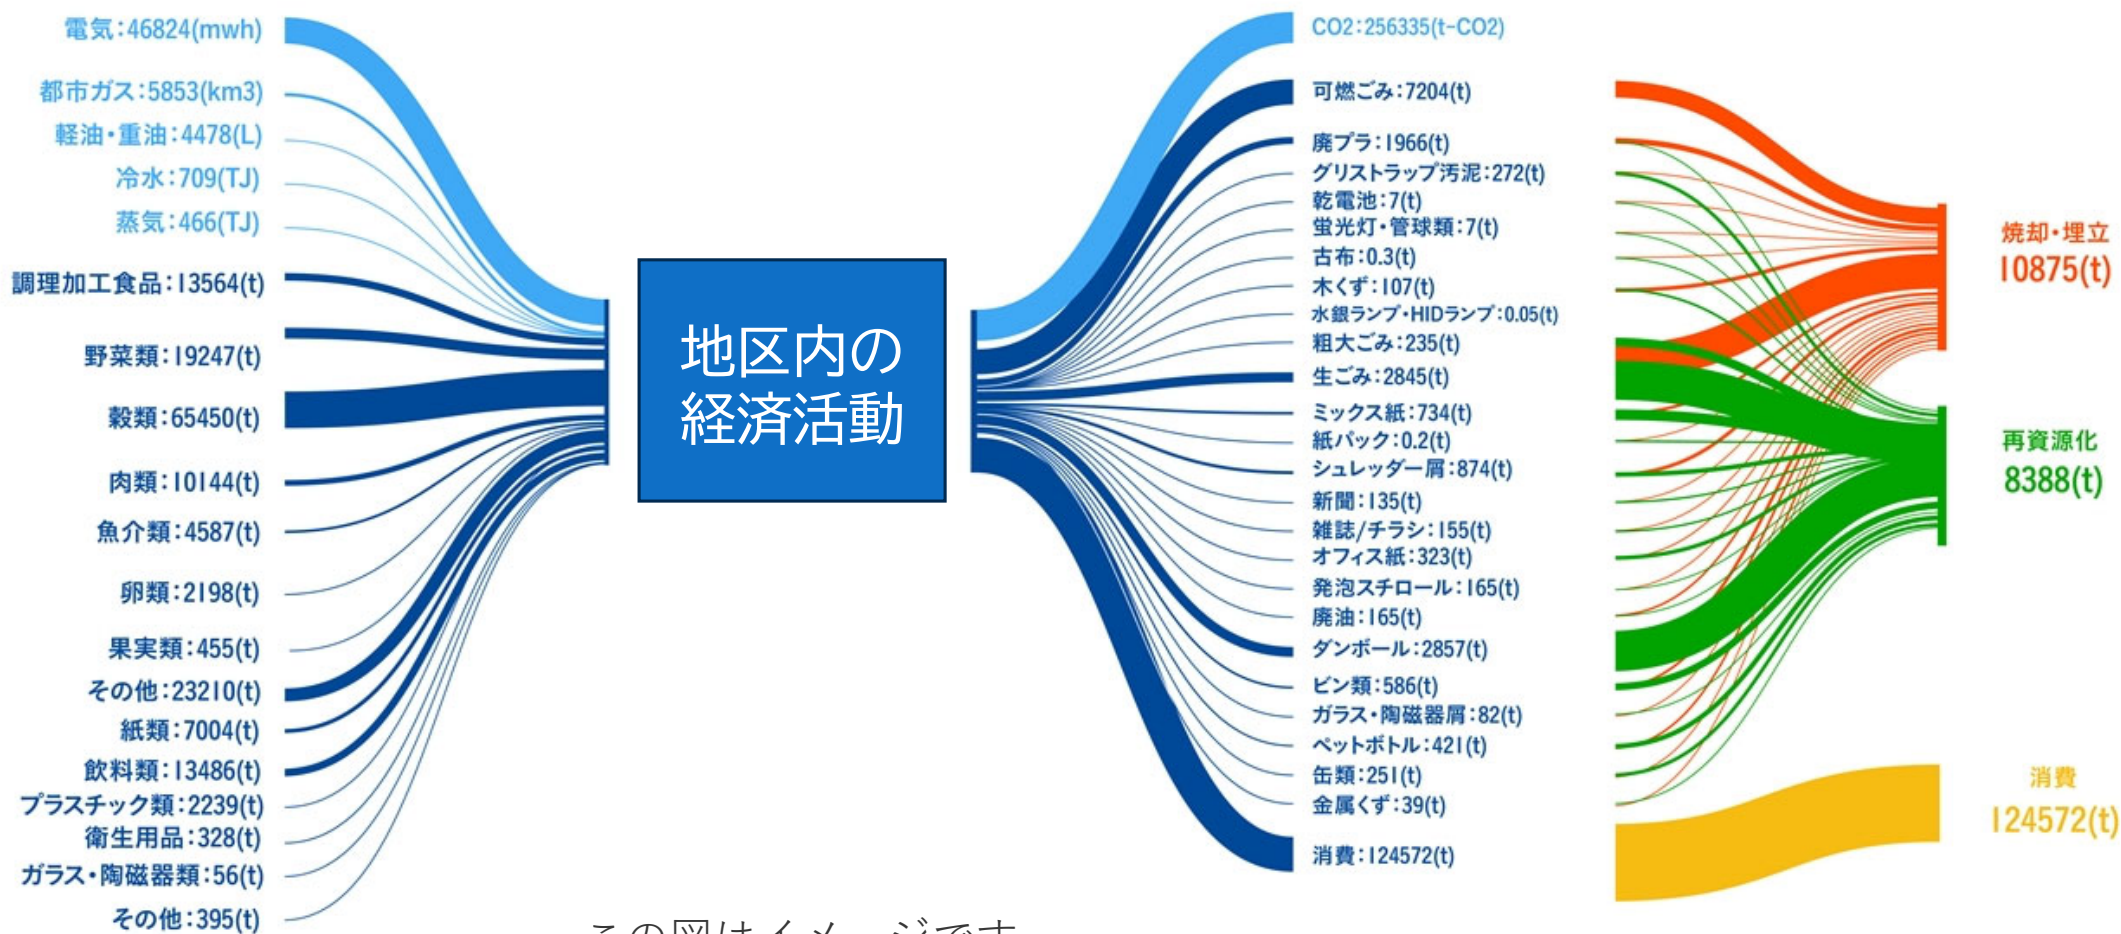 電気:46824(mwh)
都市ガス:5853(km3)
軽油・重油:4478(L)
冷水:709(TJ)
蒸気:466(TJ)
調理加工食品:13564(t)
野菜類:19247(t)
穀類:65450(t)
肉類:10144(t)
魚介類:4587(t)
卵類:2198(t)
果実類:455(t)
その他:23210(t)
紙類:7004(t)
飲料類:13486(t)
プラスチック類:2239(t)
衛生用品:328(t)
ガラス・陶磁器類:56(t)
その他:395(t)
地区内の
経済活動
CO2:256335(t-CO2)
可燃ごみ:7204(t)
廃プラ:1966(t)
グリストラップ汚泥:272(t)
乾電池:7(t)
蛍光灯・管球類:7(t)
古布:0.3(t)
木くず:107(t)
水銀ランプ・HIDランプ:0.05(t)
粗大ごみ:235(t)
生ごみ:2845(t)
ミックス紙:734(t)
紙パック:0.2(t)
シュレッダー屑:874(t)
新聞:135(t)
雑誌/チラシ:155(t)
オフィス紙:323(t)
発泡スチロール:165(t)
廃油:165(t)
ダンボール:2857(t)
ビン類:586(t)
ガラス・陶磁器屑:82(t)
ペットボトル:421(t)
缶類:251(t)
金属くず:39(t)
消費:124572(t)
焼却・埋立
10875(t)
再資源化
8388(t)
消費
124572(t)
この図はイメージです